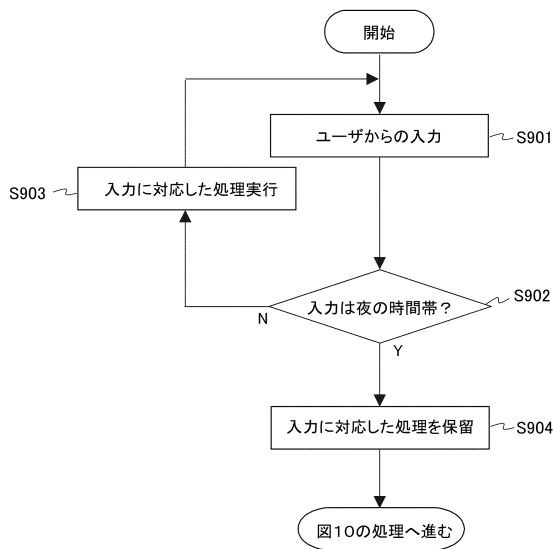 開始
ユーザからの入力
S901
S903
入力に対応した処理実行
入力は夜の時間帯？
S902
N
Y
入力に対応した処理を保留
S904
図１０の処理へ進む